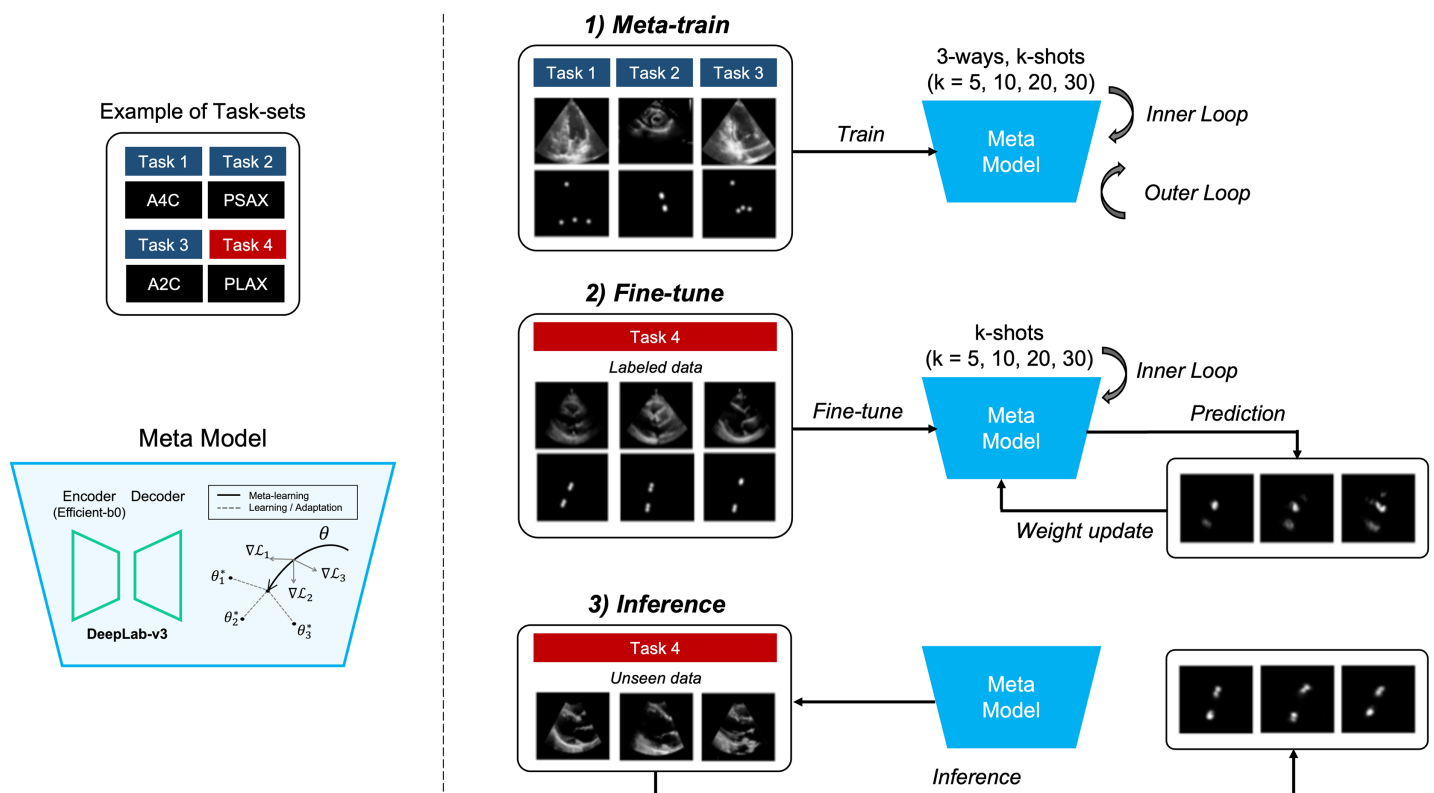 Example of Task-sets
Task 1 Task 2
A4C PSAX
Task 3 Task 4
A2C PLAX
Meta Model
Encoder Decoder
(Efficient-b0)
DeepLab-v3
Meta-learning
Learning / Adaptation
θ
∇ℒ₁
∇ℒ₃
∇ℒ₂
θ₁*
θ₂*
θ₃*
1) Meta-train
Task 1 Task 2 Task 3
Train
3-ways, k-shots
(k = 5, 10, 20, 30)
Meta
Model
Inner Loop
Outer Loop
2) Fine-tune
Task 4
Labeled data
Fine-tune
k-shots
(k = 5, 10, 20, 30)
Meta
Model
Inner Loop
Prediction
Weight update
3) Inference
Task 4
Unseen data
Meta
Model
Inference